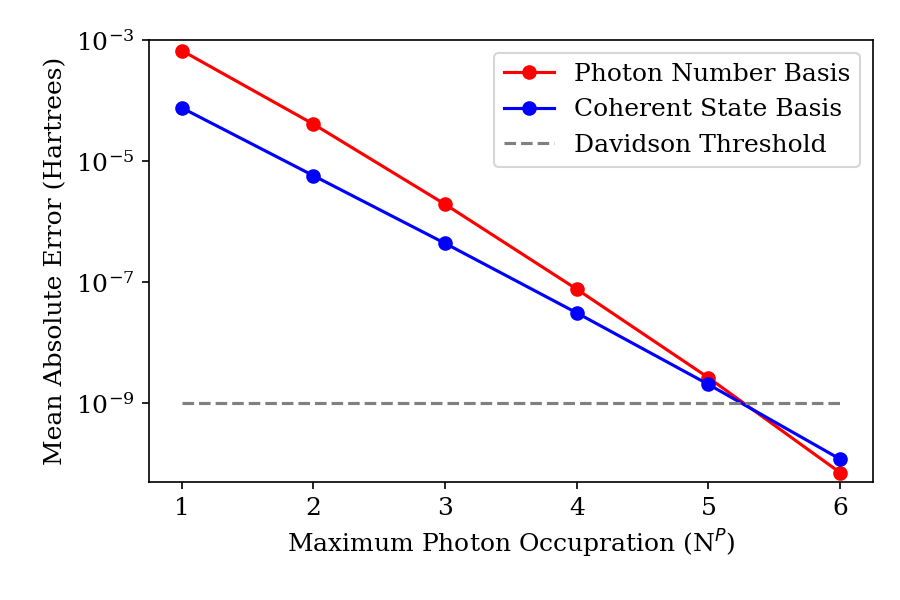 10⁻³
10⁻⁵
10⁻⁷
10⁻⁹
Mean Absolute Error (Hartrees)
Photon Number Basis
Coherent State Basis
Davidson Threshold
1 2 3 4 5 6
Maximum Photon Occupration (Nᴾ)